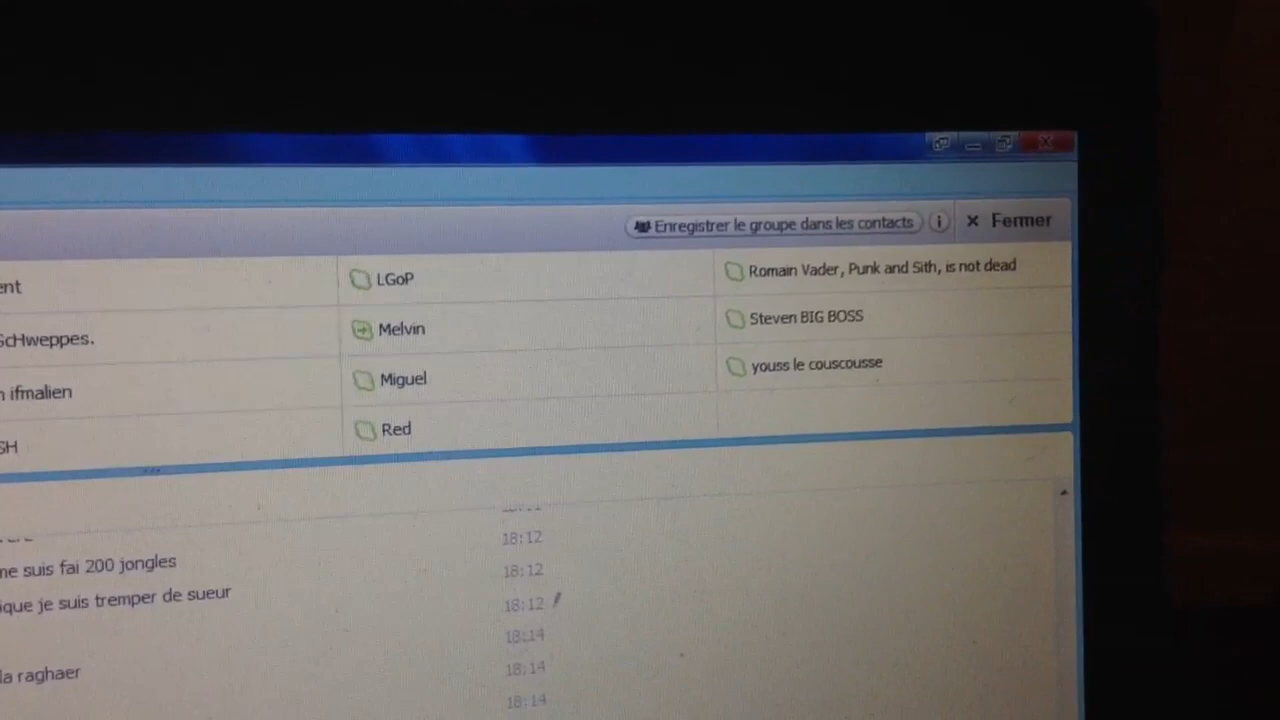 Enregistrer le groupe dans les contacts
i
× Fermer
ent
LGoP
Romain Vader, Punk and Sith, is not dead
ScHweppes.
Melvin
Steven BIG BOSS
ifmalien
Miguel
youss le couscousse
SH
Red
18:12
me suis fai 200 jongles
18:12
ique je suis tremper de sueur
18:12
18:14
la raghaer
18:14
18:14